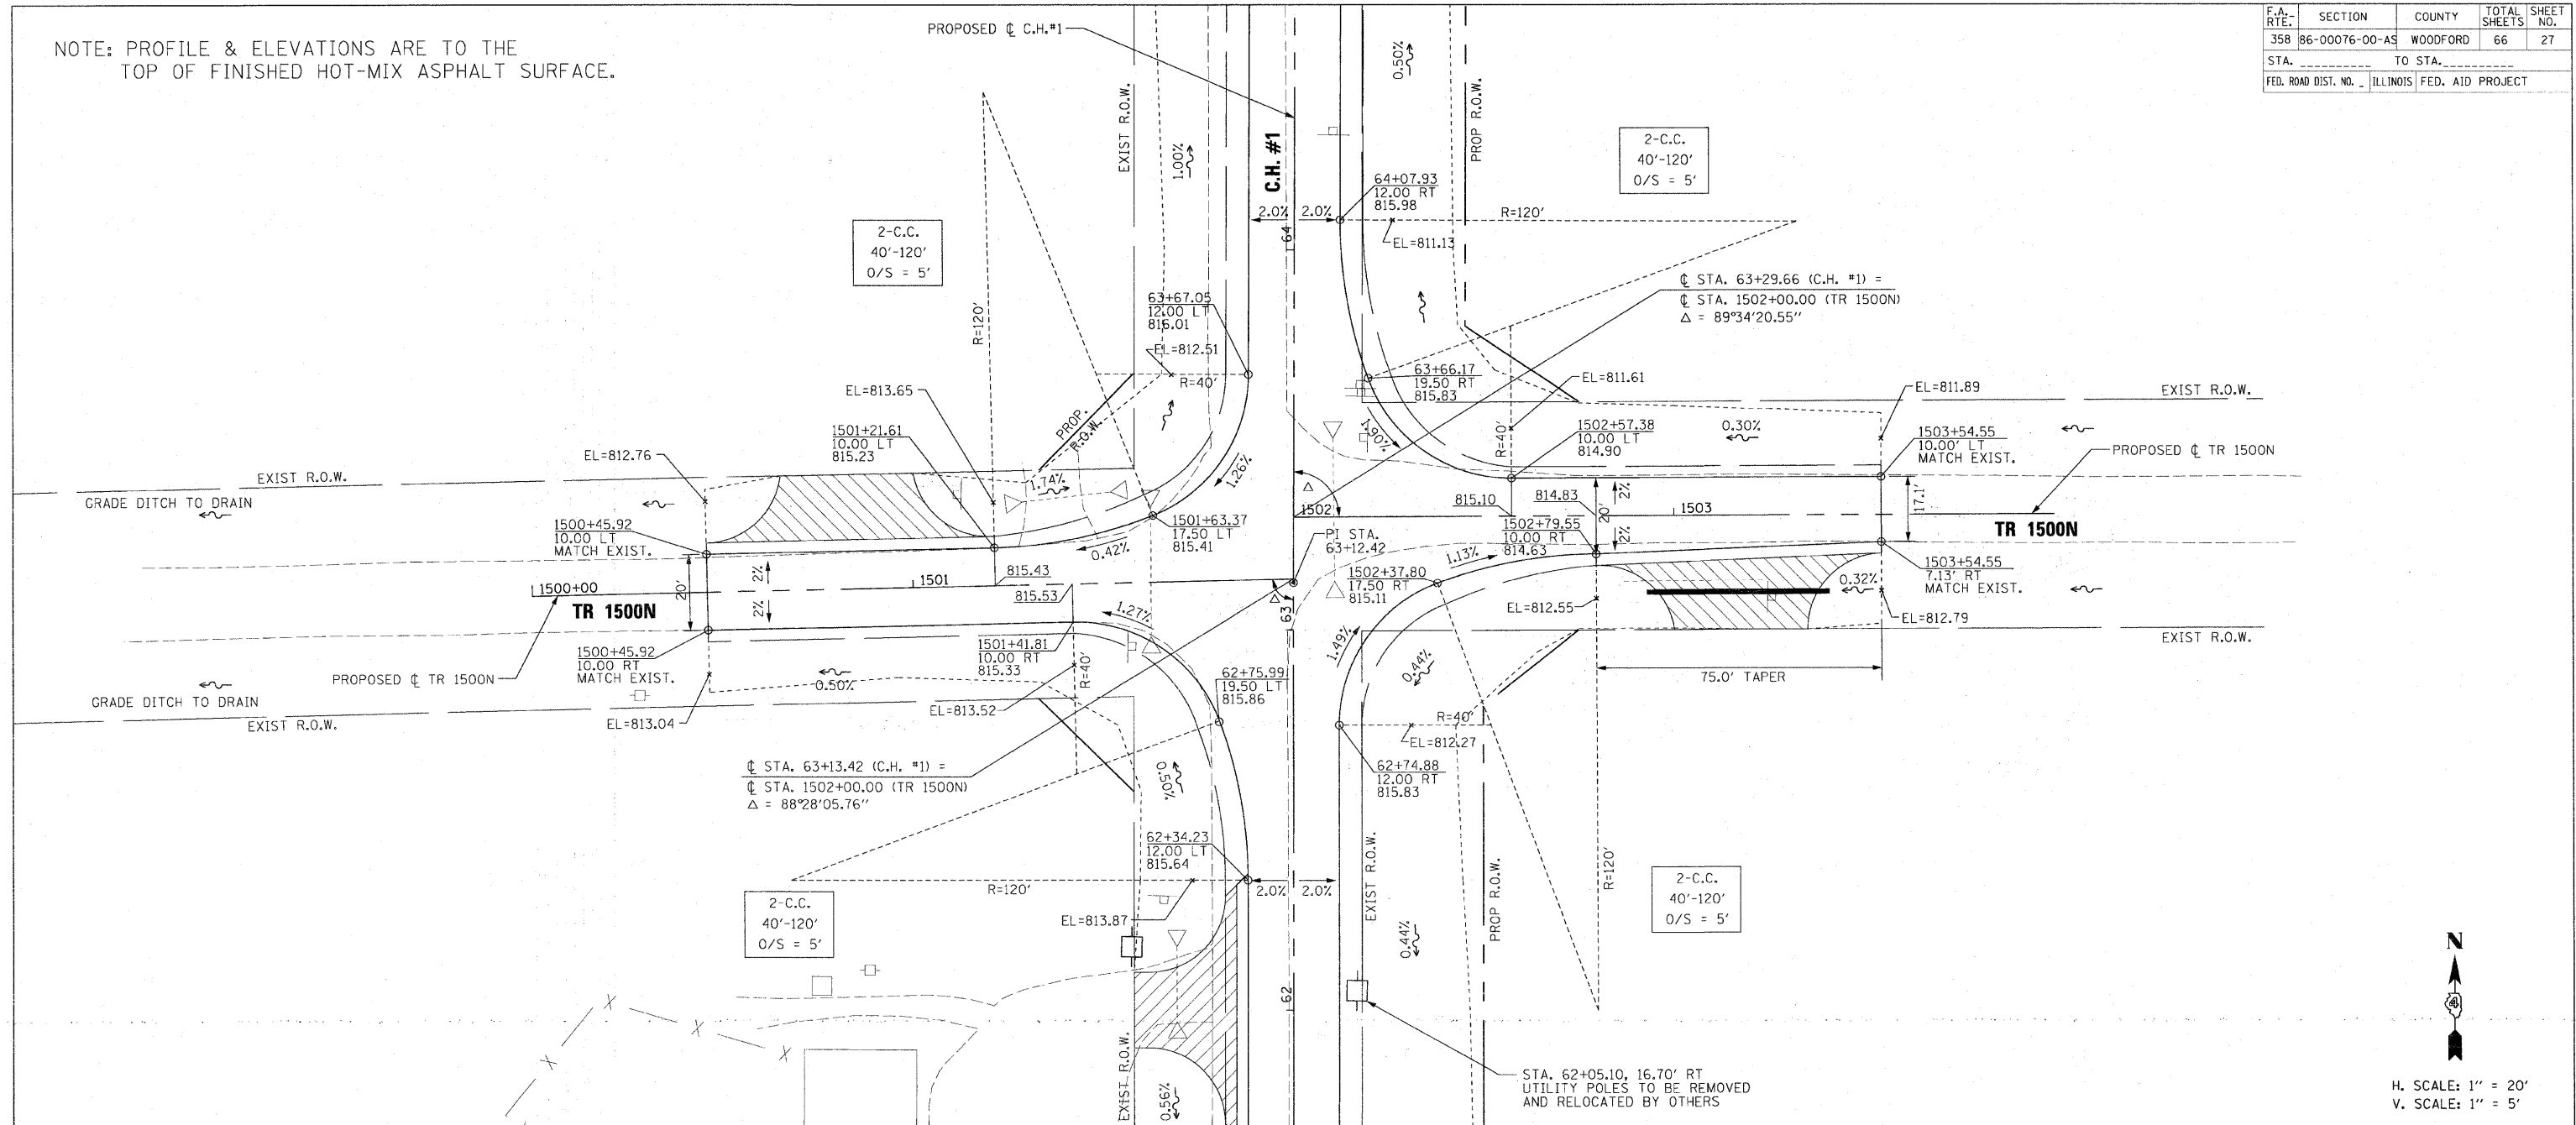 NOTE: PROFILE & ELEVATIONS ARE TO THE
TOP OF FINISHED HOT-MIX ASPHALT SURFACE.
PROPOSED ℄ C.H.#1
F.A. RTE. SECTION COUNTY TOTAL SHEETS SHEET NO.
358 86-00076-00-AS WOODFORD 66 27
STA. __________ TO STA. __________
FED. ROAD DIST. NO. _ ILLINOIS FED. AID PROJECT
EXIST R.O.W.
1.00%
C.H. #1
0.50%
PROP R.O.W.
2-C.C.
40'-120'
O/S = 5'
2-C.C.
40'-120'
O/S = 5'
64+07.93
12.00 RT
815.98
2.0% 2.0%
64
R=120'
EL=811.13
℄ STA. 63+29.66 (C.H. #1) =
℄ STA. 1502+00.00 (TR 1500N)
Δ = 89°34'20.55"
R=120'
63+67.05
12.00 LT
816.01
EL=812.51
R=40'
63+66.17
19.50 RT
815.83
EL=811.61
EL=811.89
EXIST R.O.W.
EL=813.65
PROP.
R.O.W.
1501+21.61
10.00 LT
815.23
1.90%
R=40'
1502+57.38
10.00 LT
814.90
0.30%
1503+54.55
10.00' LT
MATCH EXIST.
PROPOSED ℄ TR 1500N
EL=812.76
EXIST R.O.W.
GRADE DITCH TO DRAIN
1.74%
1.26%
Δ
1502
815.10
814.83
20'
2%
2%
1503
17.1'
TR 1500N
1500+45.92
10.00 LT
MATCH EXIST.
1501+63.37
17.50 LT
815.41
0.42%
PI STA.
63+12.42
1502+79.55
10.00 RT
814.63
1.13%
1502+37.80
17.50 RT
815.11
1503+54.55
7.13' RT
MATCH EXIST.
0.32%
1500+00
TR 1500N
20'
2%
2%
1501
815.43
815.53
1.27%
Δ
63
EL=812.55
EL=812.79
EXIST R.O.W.
1500+45.92
10.00 RT
MATCH EXIST.
1501+41.81
10.00 RT
815.33
R=40'
1.49%
0.44%
75.0' TAPER
PROPOSED ℄ TR 1500N
0.50%
62+75.99
19.50 LT
815.86
GRADE DITCH TO DRAIN
EXIST R.O.W.
EL=813.04
EL=813.52
R=40'
EL=812.27
℄ STA. 63+13.42 (C.H. #1) =
℄ STA. 1502+00.00 (TR 1500N)
Δ = 88°28'05.76"
0.50%
62+74.88
12.00 RT
815.83
62+34.23
12.00 LT
815.64
R=120'
2.0% 2.0%
EXIST R.O.W.
PROP R.O.W.
R=120'
2-C.C.
40'-120'
O/S = 5'
2-C.C.
40'-120'
O/S = 5'
EL=813.87
0.44%
62
N
4
EXIST R.O.W.
0.56%
STA. 62+05.10, 16.70' RT
UTILITY POLES TO BE REMOVED
AND RELOCATED BY OTHERS
H. SCALE: 1" = 20'
V. SCALE: 1" = 5'